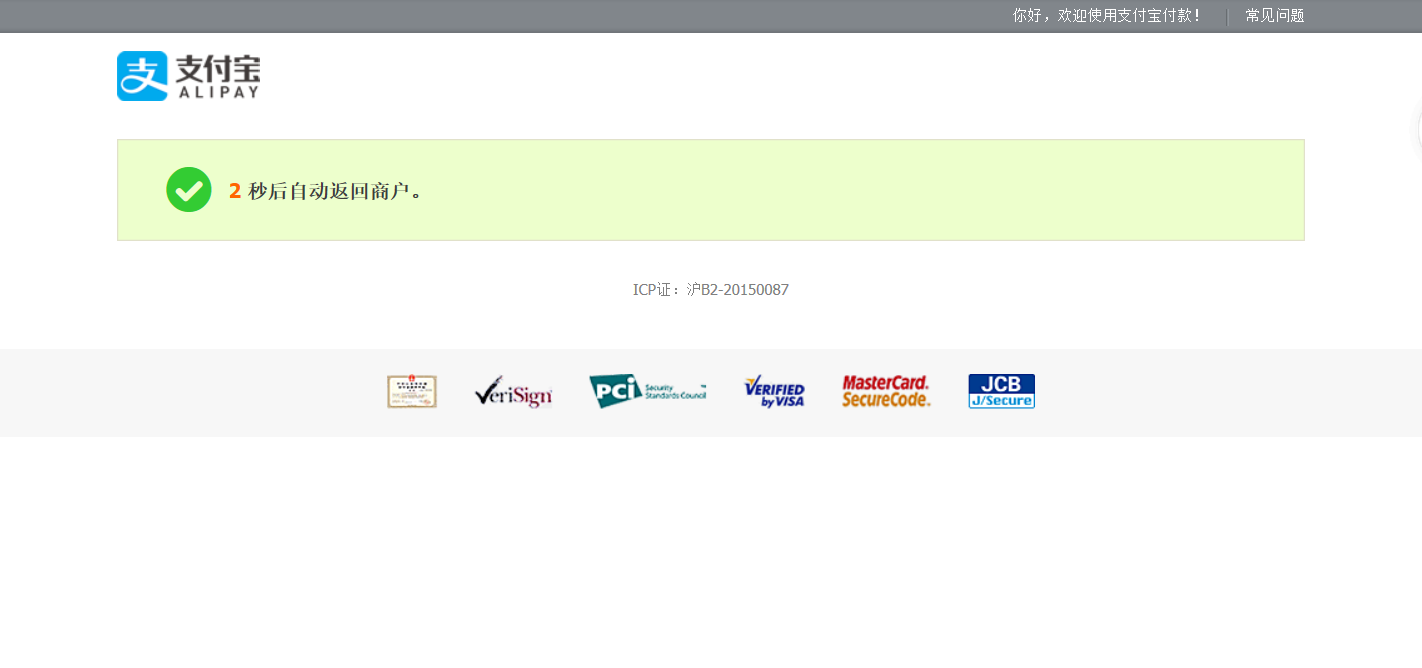 你好，欢迎使用支付宝付款！ 常见问题
支 支付宝
ALIPAY
2 秒后自动返回商户。
ICP证：沪B2-20150087
VeriSign
PCi Security
Standards Council
VERIFIED
by VISA
MasterCard.
SecureCode.
JCB
J/Secure